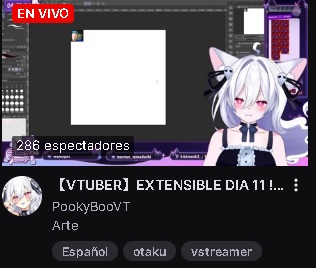 EN VIVO
286 espectadores
【VTUBER】EXTENSIBLE DIA 11 !...
PookyBooVT
Arte
Español
otaku
vstreamer